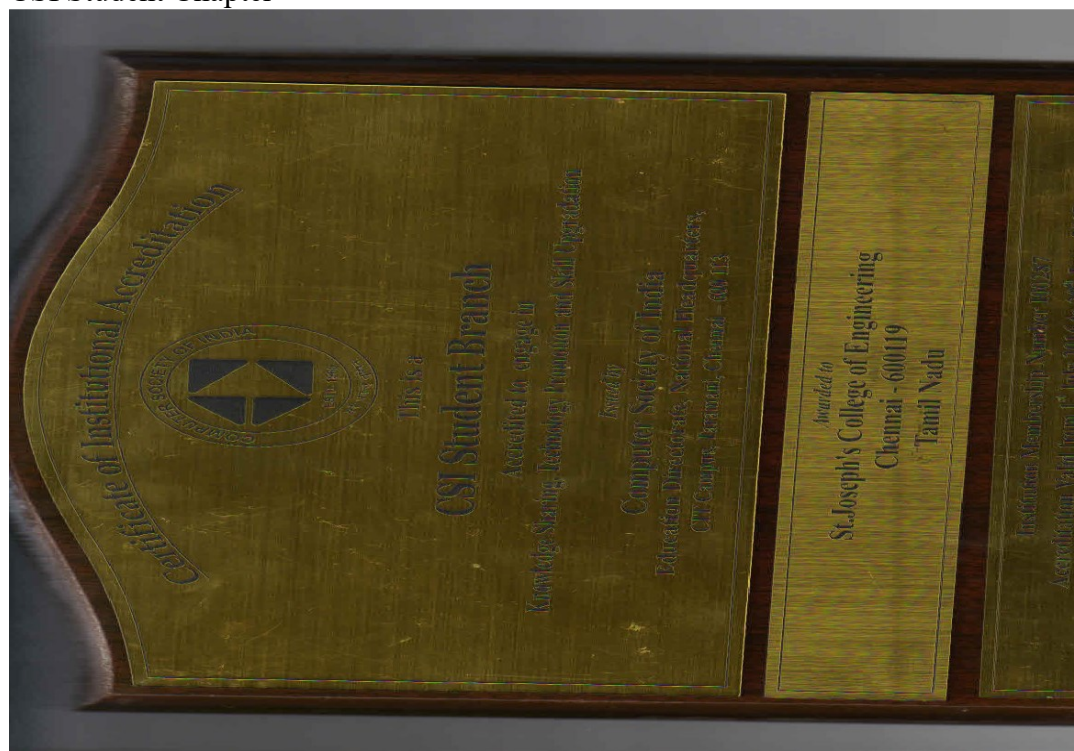 CSI Student Chapter
Certificate of Institutional Accreditation
COMPUTER SOCIETY OF INDIA
This is a
CSI Student Branch
Accredited to engage in
Knowledge Sharing, Technology Promotion and Skill Upgradation
Issued by
Computer Society of India
Education Directorate, National Headquarters,
CIT Campus, Taramani, Chennai - 600 113
Awarded to
St.Joseph's College of Engineering
Chennai -600119
Tamil Nadu
Institution Membership Number
Accreditation Valid from